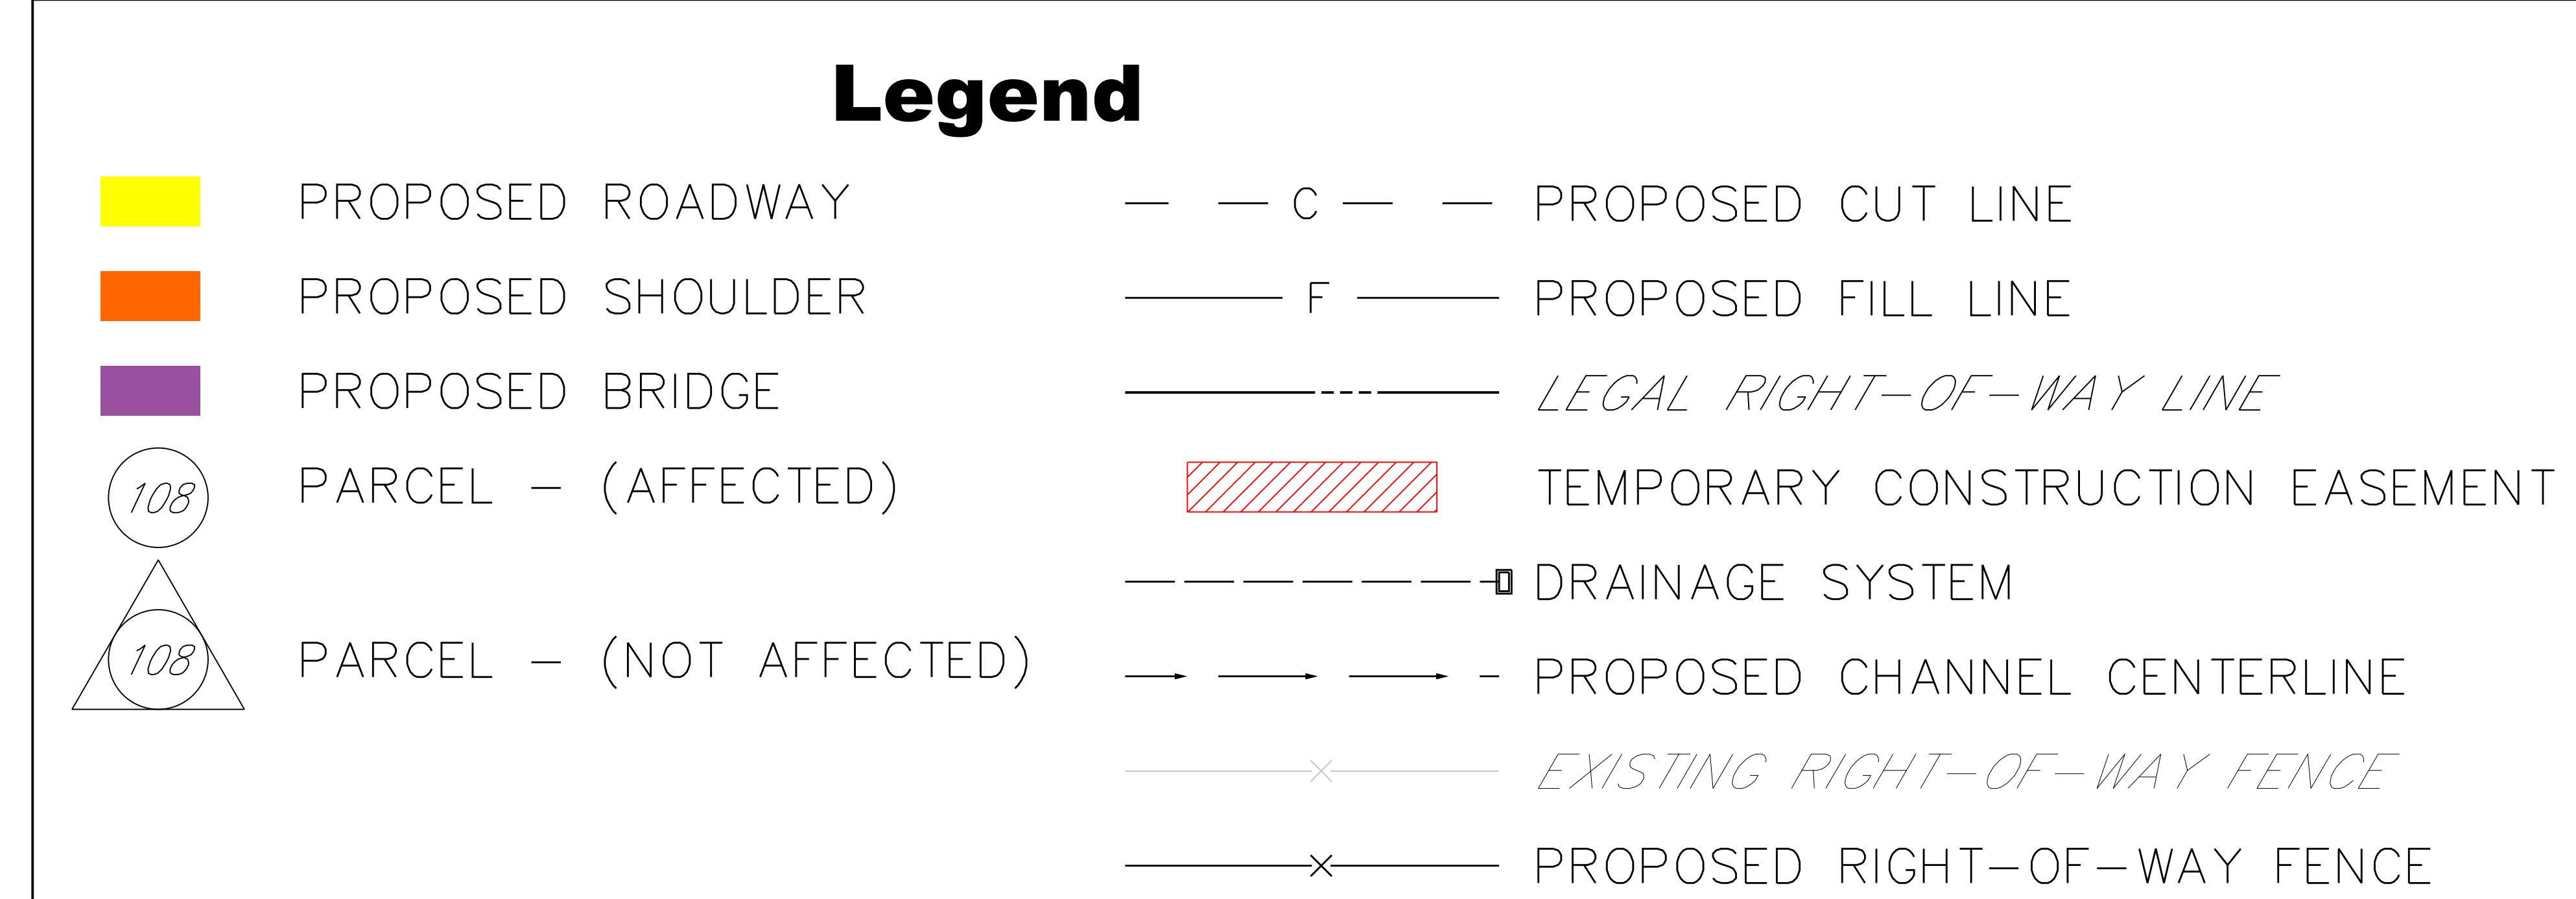 Legend
PROPOSED ROADWAY
PROPOSED SHOULDER
PROPOSED BRIDGE
108 PARCEL - (AFFECTED)
108 PARCEL - (NOT AFFECTED)
C PROPOSED CUT LINE
F PROPOSED FILL LINE
LEGAL RIGHT-OF-WAY LINE
TEMPORARY CONSTRUCTION EASEMENT
DRAINAGE SYSTEM
PROPOSED CHANNEL CENTERLINE
EXISTING RIGHT-OF-WAY FENCE
PROPOSED RIGHT-OF-WAY FENCE